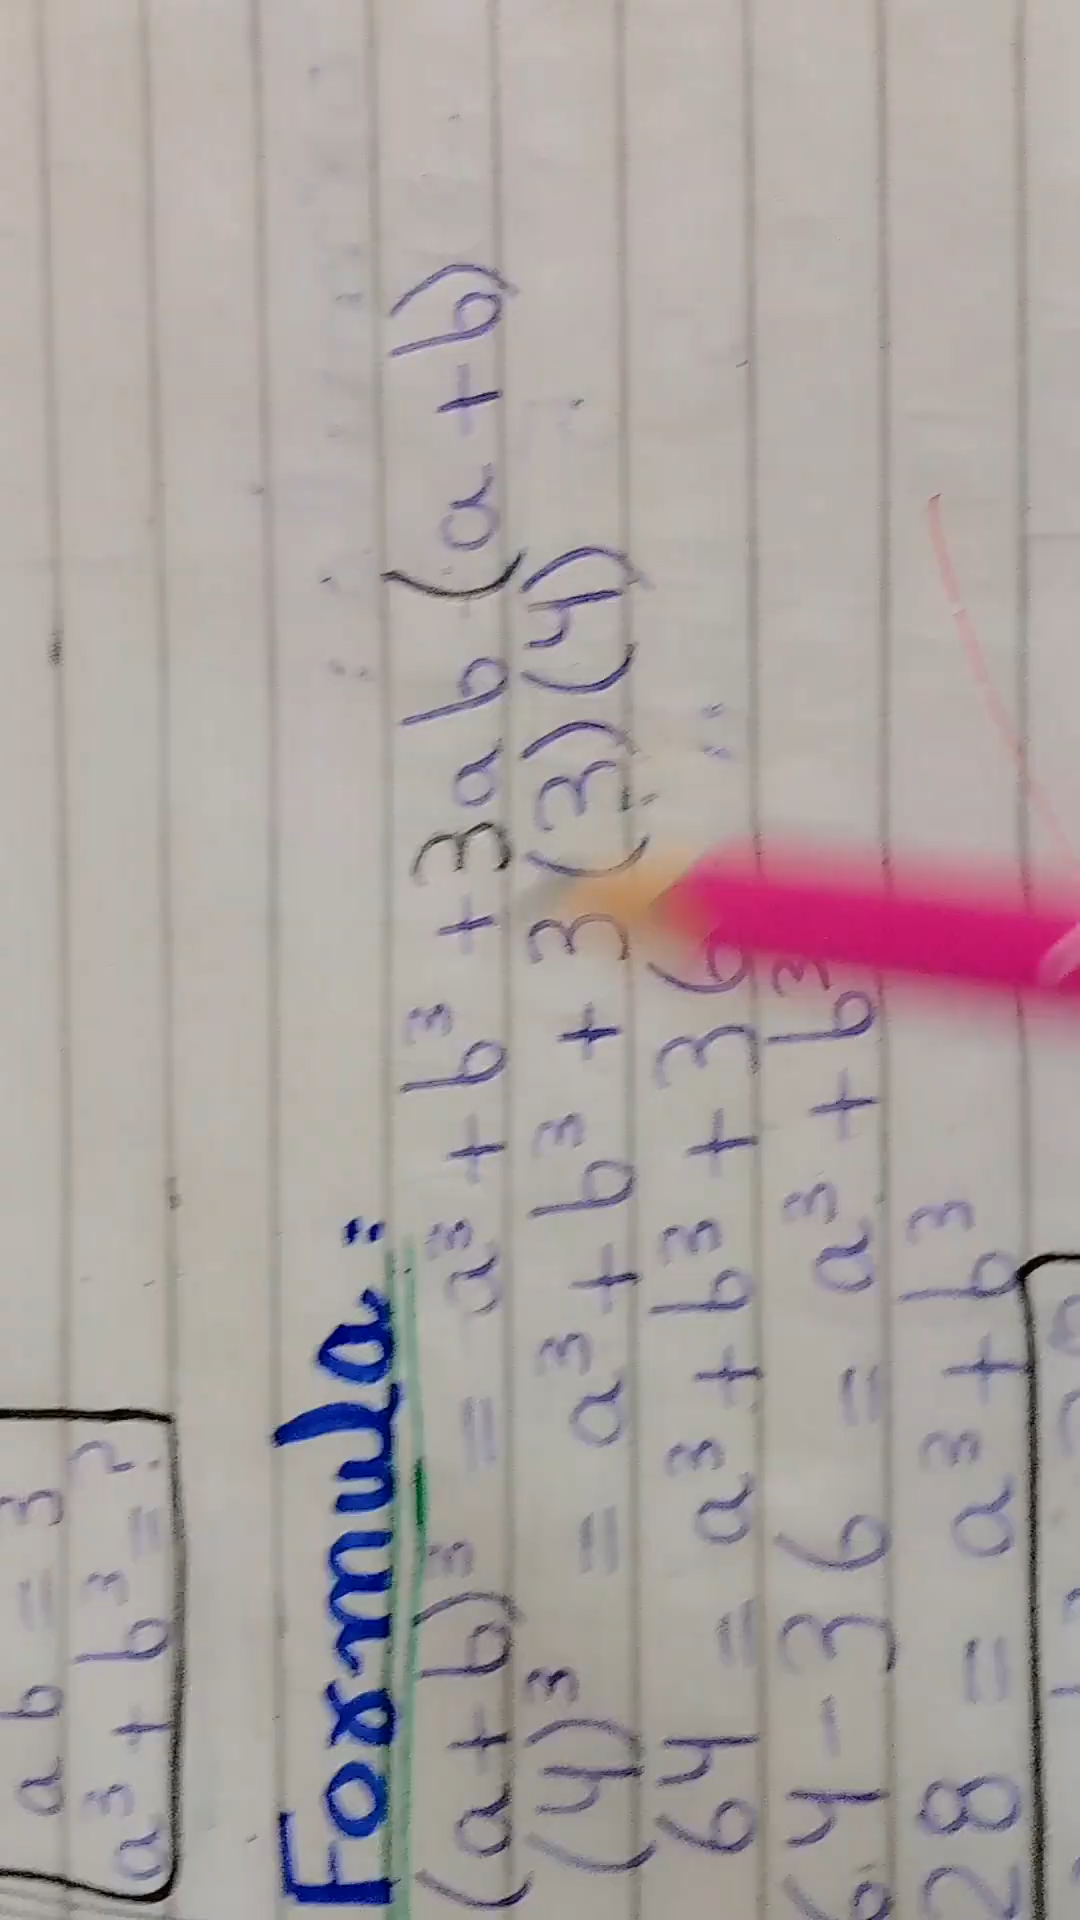 ab = 3
a³ + b³ = ?
Formula:
(a+b)³ = a³ + b³ + 3ab(a+b)
(4)³ = a³ + b³ + 3(3)(4)
64 = a³ + b³ + 36
64 - 36 = a³ + b³
28 = a³ + b³